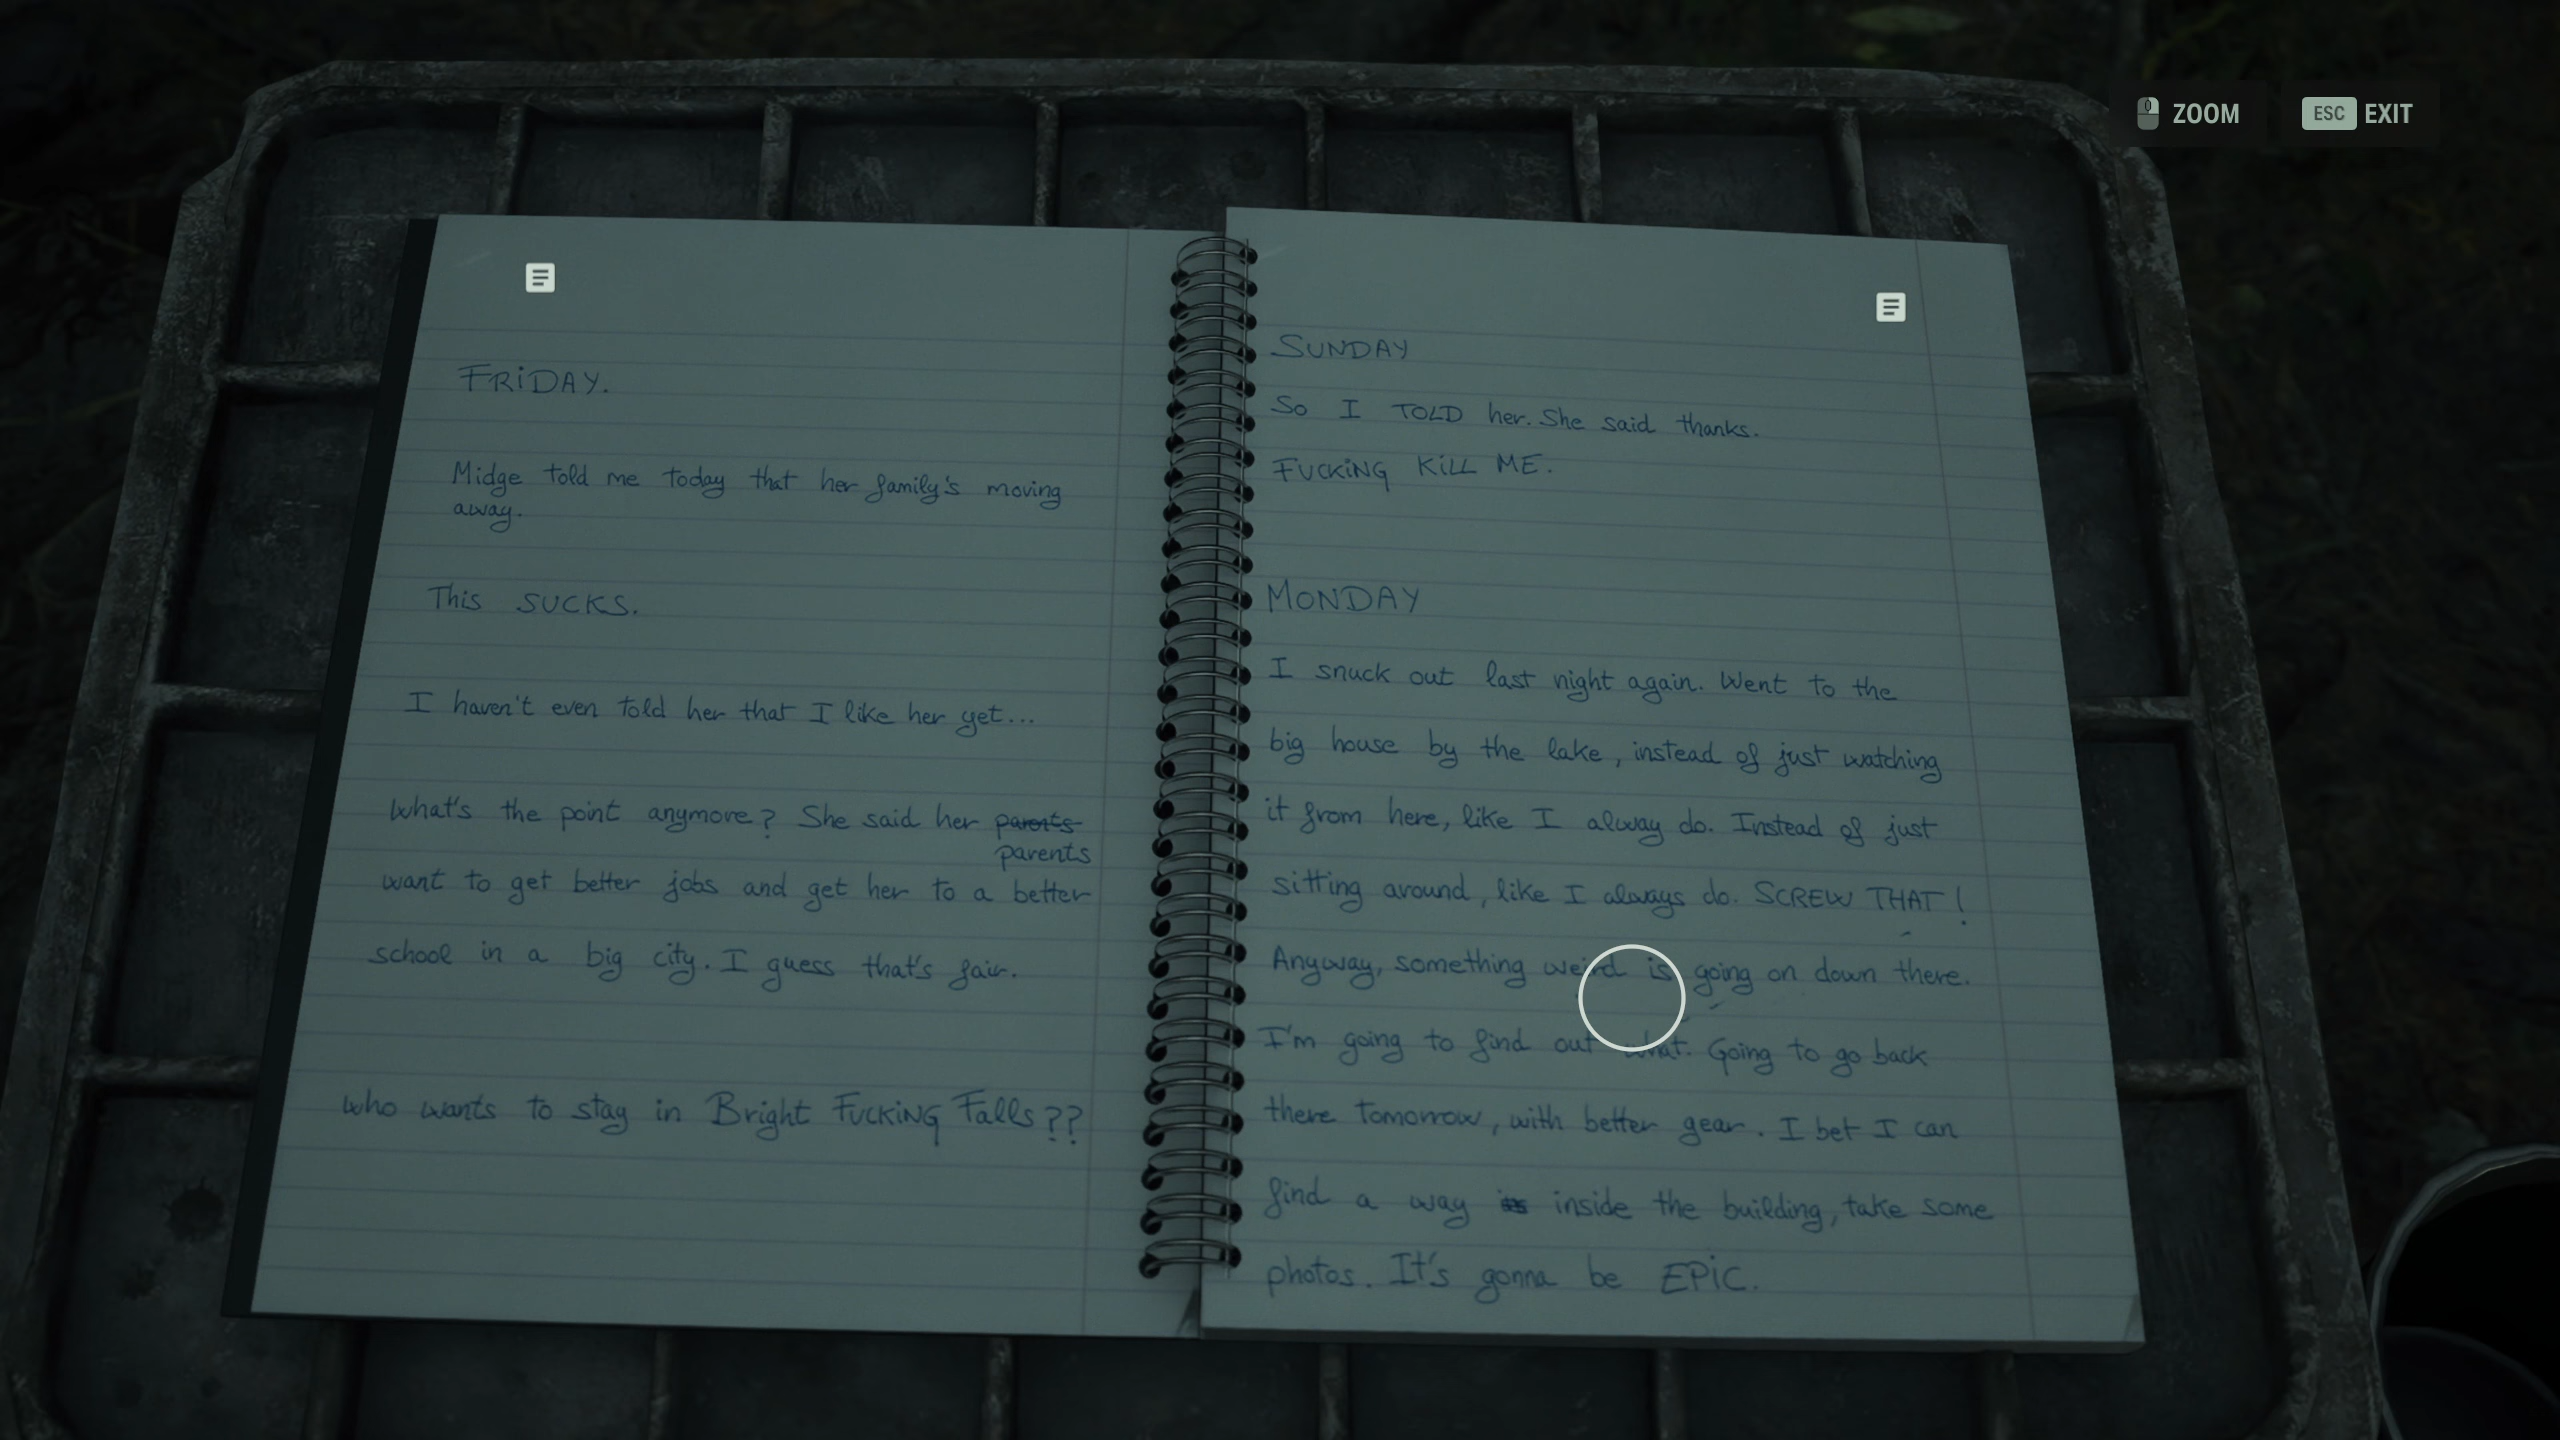 ZOOM
ESC EXIT
FRiDAY.
Midge told me today that her family's moving
away.
This SUCKS.
I haven't even told her that I like her yet...
What's the point anymore? She said her parents
parents
want to get better jobs and get her to a better
school in a big city. I guess that's fair.
who wants to stay in Bright FUCKiNG Falls??
SUNDAY
So I TOLD her. She said thanks.
FUCKiNG KiLL ME.
MONDAY
I snuck out last night again. Went to the
big house by the lake, instead of just watching
it from here, like I alway do. Instead of just
sitting around, like I always do. SCREW THAT!
Anyway, something weird is going on down there.
I'm going to find out what. Going to go back
there tomorrow, with better gear. I bet I can
find a way inside the building, take some
photos. It's gonna be EPiC.